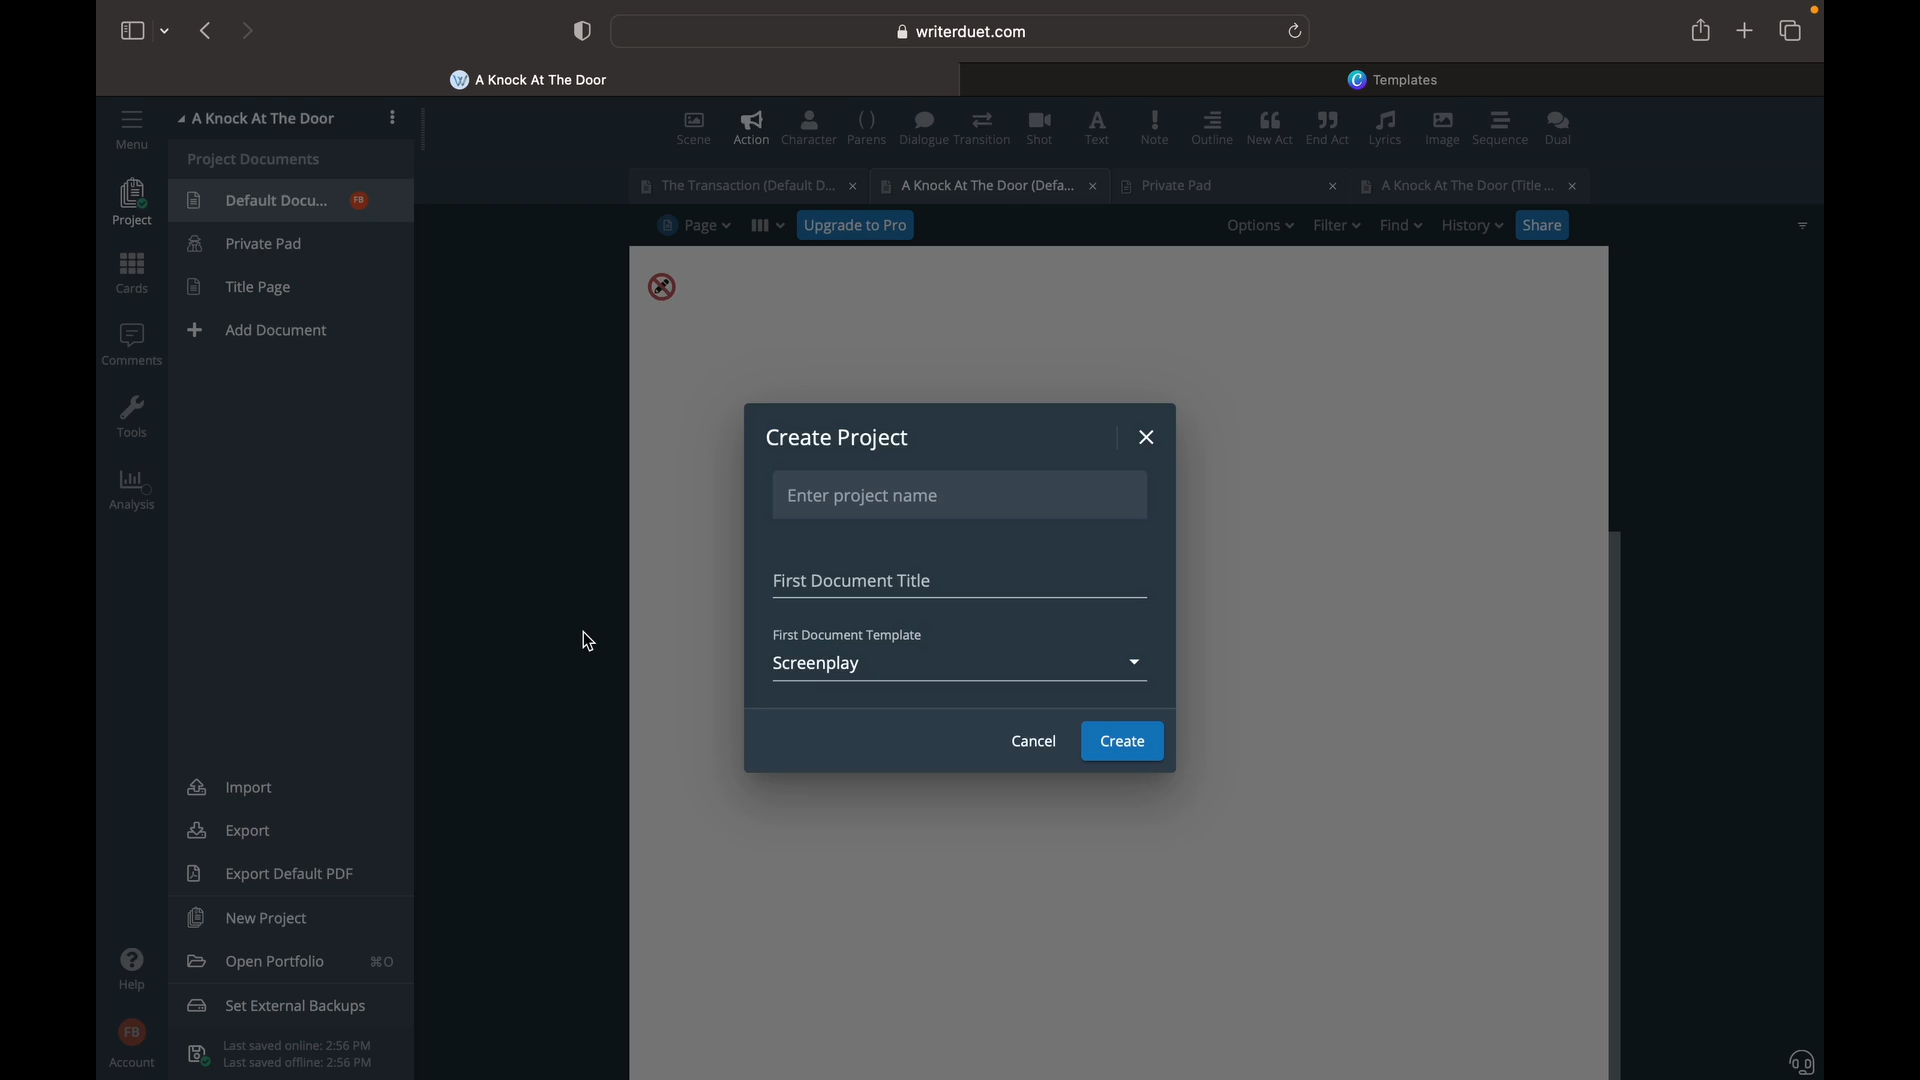 writerduet.com
A Knock At The Door
Templates
Menu
A Knock At The Door
Scene
Action
Character
Parens
Dialogue
Transition
Shot
Text
Note
Outline
New Act
End Act
Lyrics
Image
Sequence
Dual
Project Documents
The Transaction (Default D...
A Knock At The Door (Defa...
Private Pad
A Knock At The Door (Title ...
Project
Default Docu...
FB
Page
Upgrade to Pro
Options
Filter
Find
History
Share
Private Pad
Cards
Title Page
Add Document
Comments
Tools
Analysis
Create Project
Enter project name
First Document Title
First Document Template
Screenplay
Cancel
Create
Import
Export
Export Default PDF
New Project
Open Portfolio
⌘O
Help
Set External Backups
FB
Account
Last saved online: 2:56 PM
Last saved offline: 2:56 PM